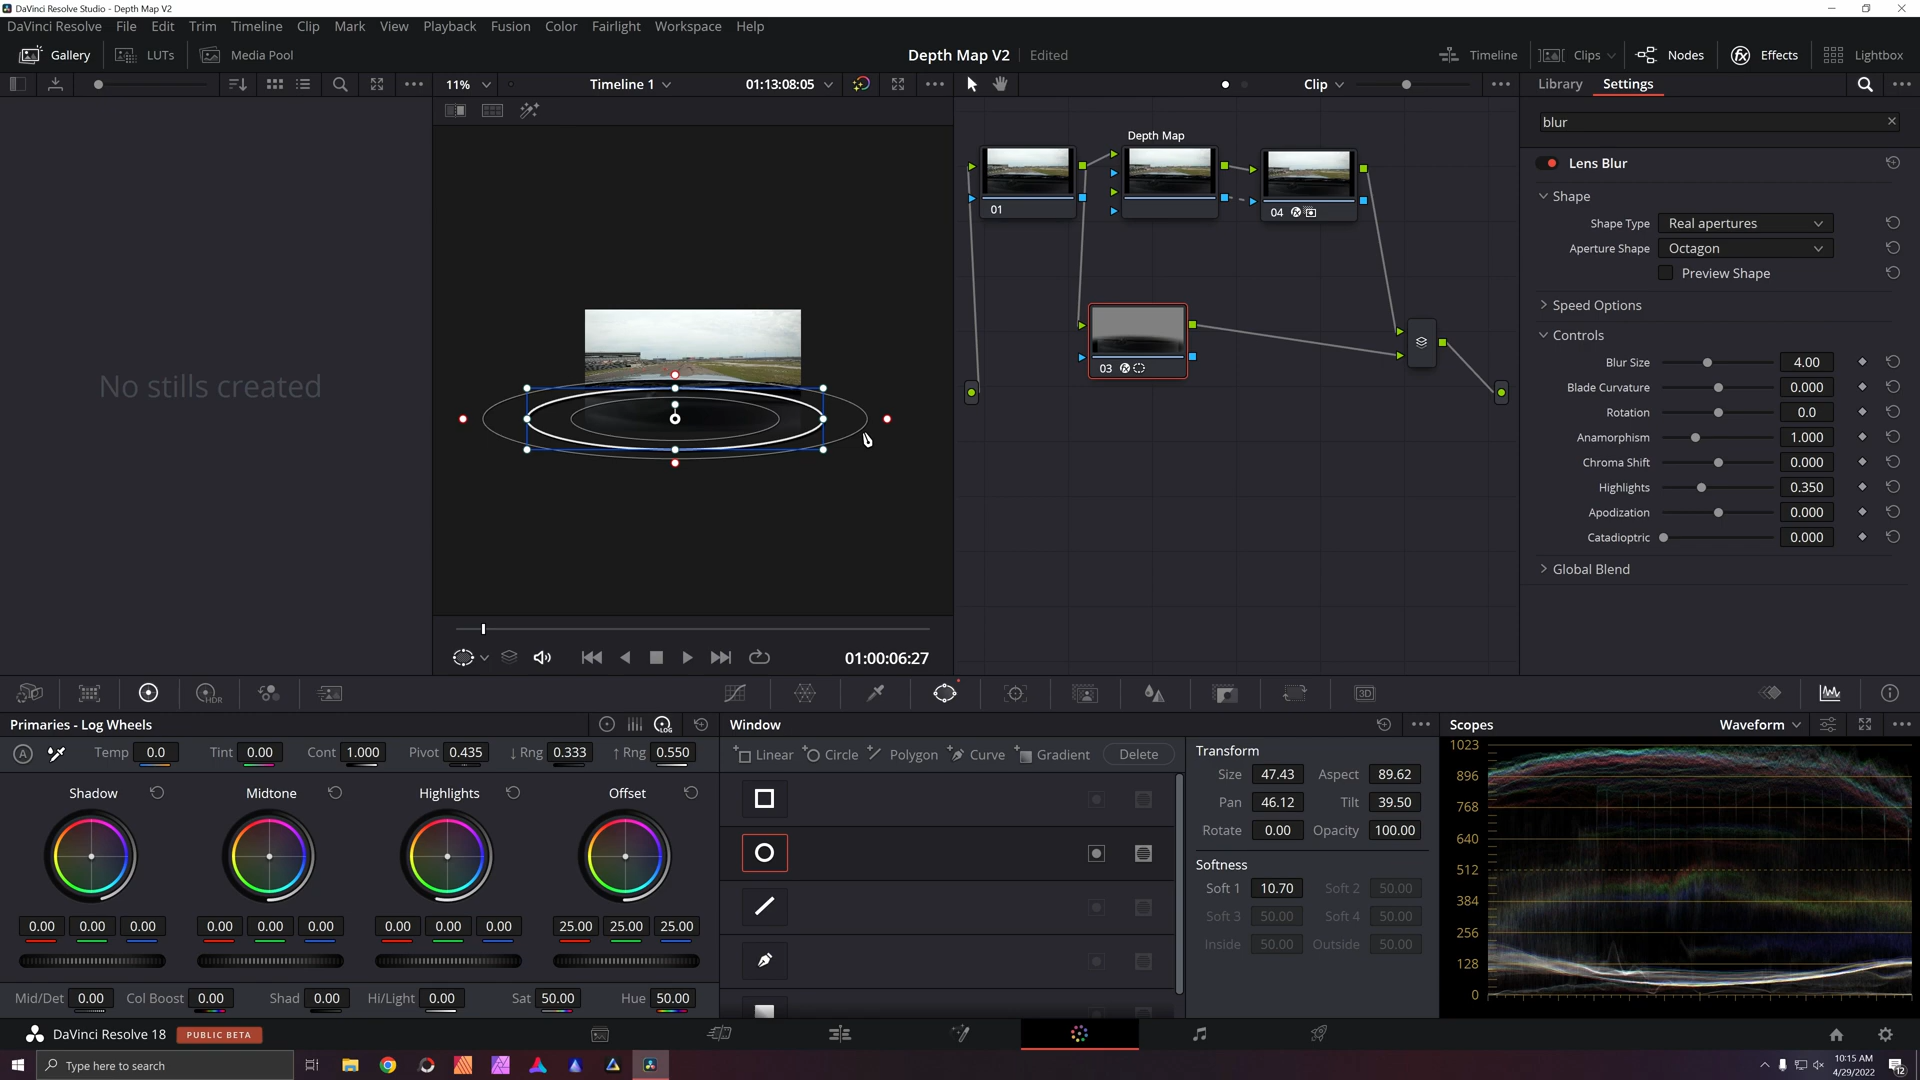 DaVinci Resolve Studio - Depth Map V2
DaVinci Resolve File Edit Trim Timeline Clip Mark View Playback Fusion Color Fairlight Workspace Help
Gallery LUTs Media Pool Depth Map V2 Edited Timeline Clips Nodes Effects Lightbox
11% Timeline 1 01:13:08:05 Clip Library Settings
blur
Depth Map
Lens Blur
Shape
01
04
Shape Type Real apertures
Aperture Shape Octagon
Preview Shape
Speed Options
Controls
Blur Size 4.00
03
No stills created
Blade Curvature 0.000
Rotation 0.0
Anamorphism 1.000
Chroma Shift 0.000
Highlights 0.350
Apodization 0.000
Catadioptric 0.000
Global Blend
01:00:06:27
HDR
3D
Primaries - Log Wheels
LOG
Window
Scopes Waveform
A Temp 0.0 Tint 0.00 Cont 1.000 Pivot 0.435 ↓ Rng 0.333 ↑ Rng 0.550
Linear Circle Polygon Curve Gradient Delete
Transform
Size 47.43 Aspect 89.62
Pan 46.12 Tilt 39.50
Rotate 0.00 Opacity 100.00
Softness
Soft 1 10.70 Soft 2 50.00
Soft 3 50.00 Soft 4 50.00
Inside 50.00 Outside 50.00
1023
896
768
640
512
384
256
128
0
Shadow Midtone Highlights Offset
0.00 0.00 0.00 0.00 0.00 0.00 0.00 0.00 0.00 25.00 25.00 25.00
Mid/Det 0.00 Col Boost 0.00 Shad 0.00 Hi/Light 0.00 Sat 50.00 Hue 50.00
DaVinci Resolve 18 PUBLIC BETA
Type here to search
10:15 AM
4/29/2022
12